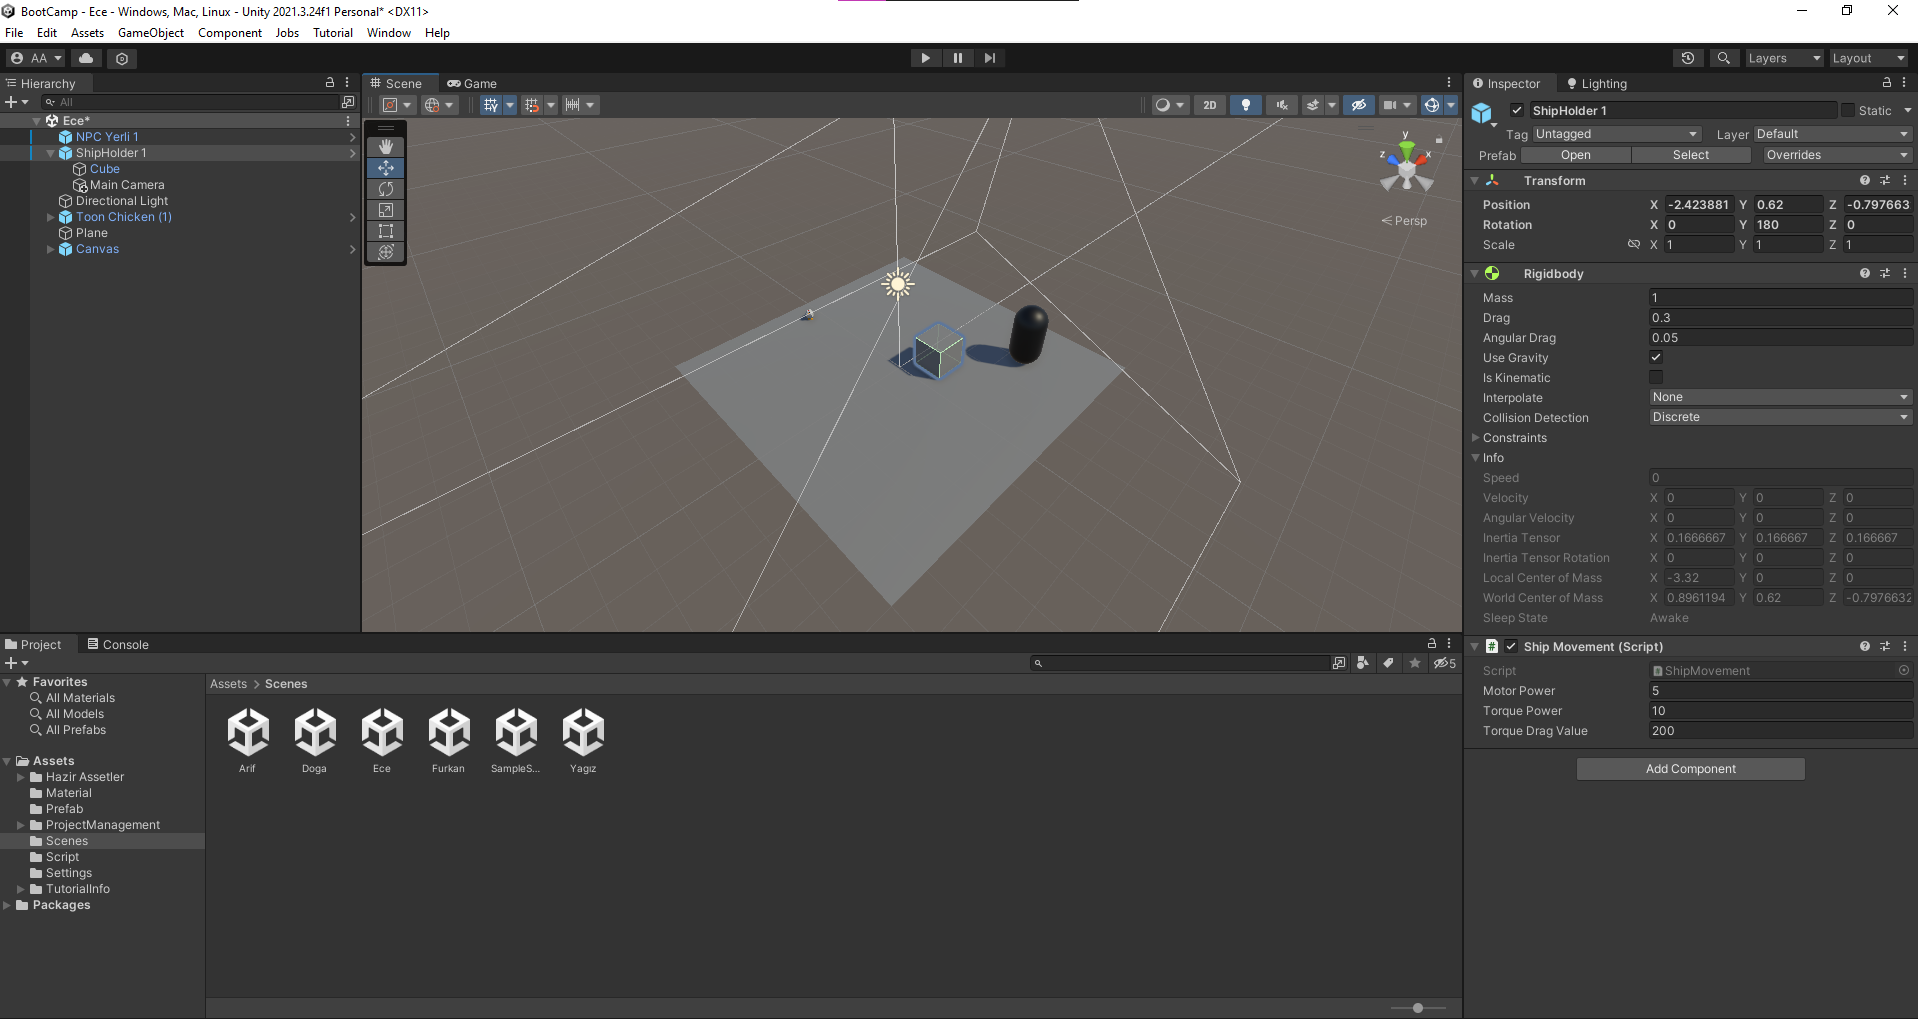 BootCamp - Ece - Windows, Mac, Linux - Unity 2021.3.24f1 Personal* <DX11>
File Edit Assets GameObject Component Jobs Tutorial Window Help
AA Layers Layout
Hierarchy
All
Ece*
NPC Yerli 1
ShipHolder 1
Cube
Main Camera
Directional Light
Toon Chicken (1)
Plane
Canvas
Scene Game
2D
y
z x
< Persp
Inspector Lighting
ShipHolder 1 Static
Tag Untagged Layer Default
Prefab Open Select Overrides
Transform
Position X -2.423881 Y 0.62 Z -0.797663
Rotation X 0 Y 180 Z 0
Scale X 1 Y 1 Z 1
Rigidbody
Mass 1
Drag 0.3
Angular Drag 0.05
Use Gravity
Is Kinematic
Interpolate None
Collision Detection Discrete
Constraints
Info
Speed 0
Velocity X 0 Y 0 Z 0
Angular Velocity X 0 Y 0 Z 0
Inertia Tensor X 0.1666667 Y 0.166667 Z 0.166667
Inertia Tensor Rotation X 0 Y 0 Z 0
Local Center of Mass X -3.32 Y 0 Z 0
World Center of Mass X 0.8961194 Y 0.62 Z -0.7976632
Sleep State Awake
# Ship Movement (Script)
Script ShipMovement
Motor Power 5
Torque Power 10
Torque Drag Value 200
Add Component
Project Console
5
Favorites
All Materials
All Models
All Prefabs
Assets
Hazir Assetler
Material
Prefab
ProjectManagement
Scenes
Script
Settings
TutorialInfo
Packages
Assets > Scenes
Arif Doga Ece Furkan SampleS... Yagız